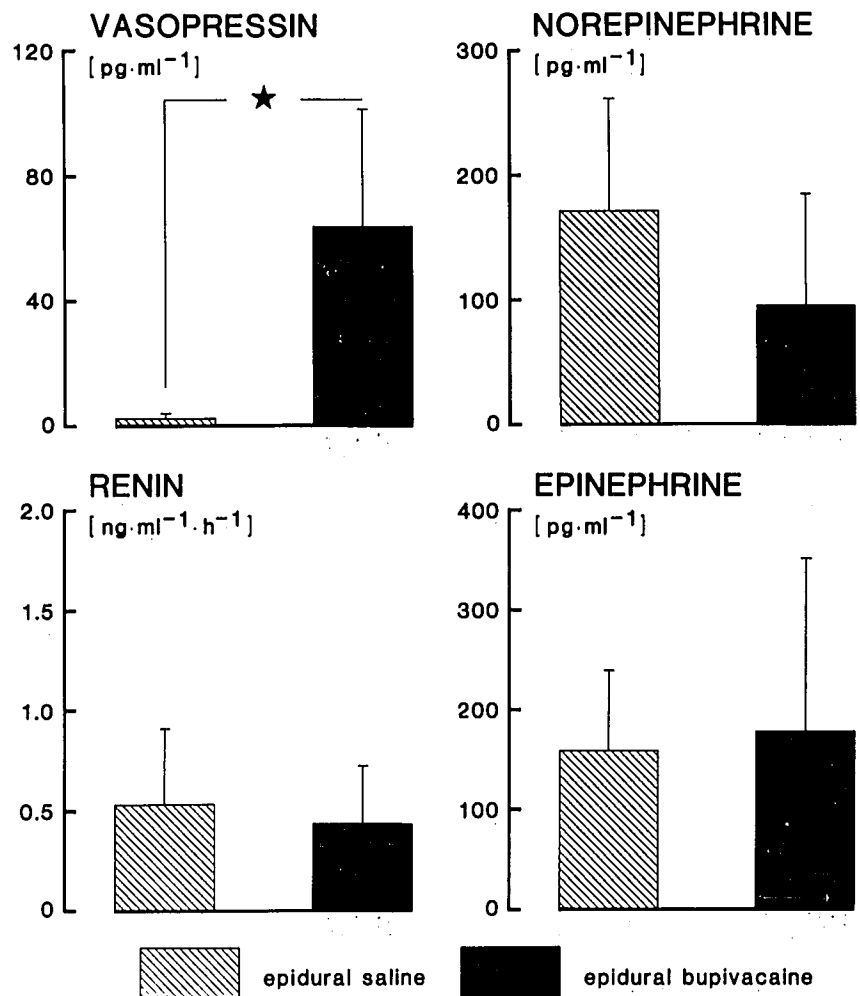 VASOPRESSIN
[pg·ml⁻¹]
120
80
40
0
★
NOREPINEPHRINE
[pg·ml⁻¹]
300
200
100
0
RENIN
[ng·ml⁻¹·h⁻¹]
2.0
1.5
1.0
0.5
0
EPINEPHRINE
[pg·ml⁻¹]
400
300
200
100
0
epidural saline
epidural bupivacaine